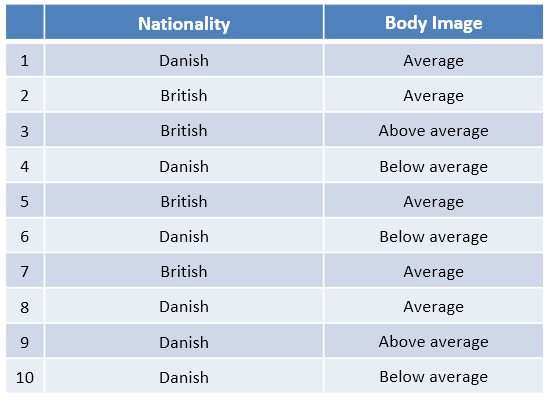 Nationality Body Image
1 Danish Average
2 British Average
3 British Above average
4 Danish Below average
5 British Average
6 Danish Below average
7 British Average
8 Danish Average
9 Danish Above average
10 Danish Below average